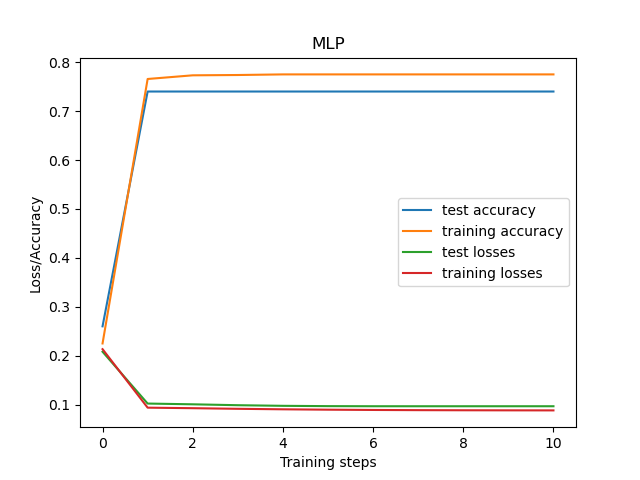 MLP
Loss/Accuracy
0.8
0.7
0.6
0.5
0.4
0.3
0.2
0.1
test accuracy
training accuracy
test losses
training losses
0 2 4 6 8 10
Training steps